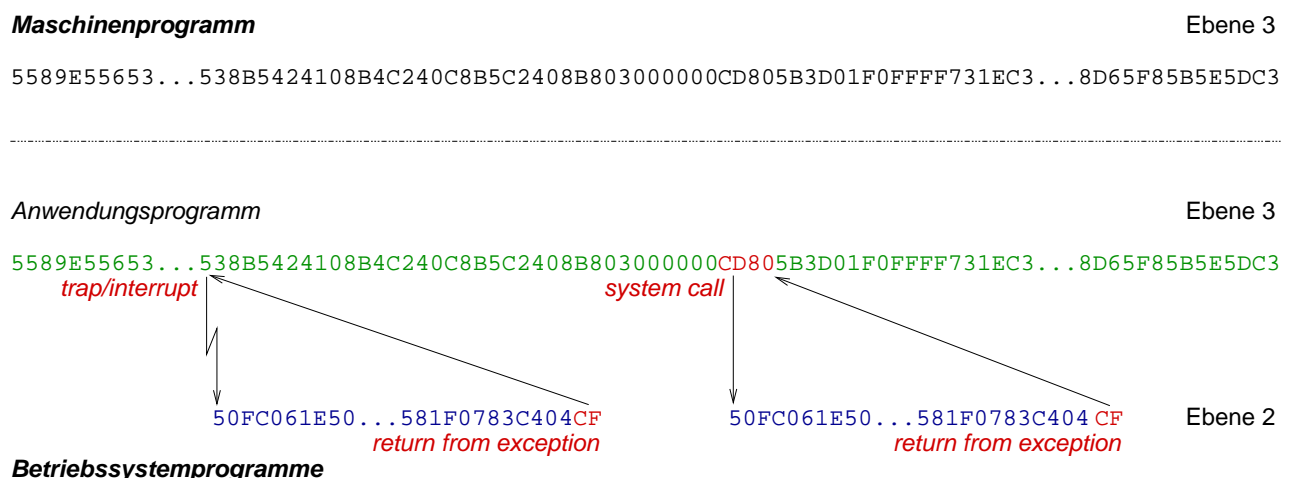 Maschinenprogramm Ebene 3
5589E55653...538B5424108B4C240C8B5C2408B803000000CD805B3D01F0FFFF731EC3...8D65F85B5E5DC3
Anwendungsprogramm Ebene 3
5589E55653...538B5424108B4C240C8B5C2408B803000000CD805B3D01F0FFFF731EC3...8D65F85B5E5DC3
trap/interrupt system call
50FC061E50...581F0783C404CF 50FC061E50...581F0783C404 CF Ebene 2
return from exception return from exception
Betriebssystemprogramme